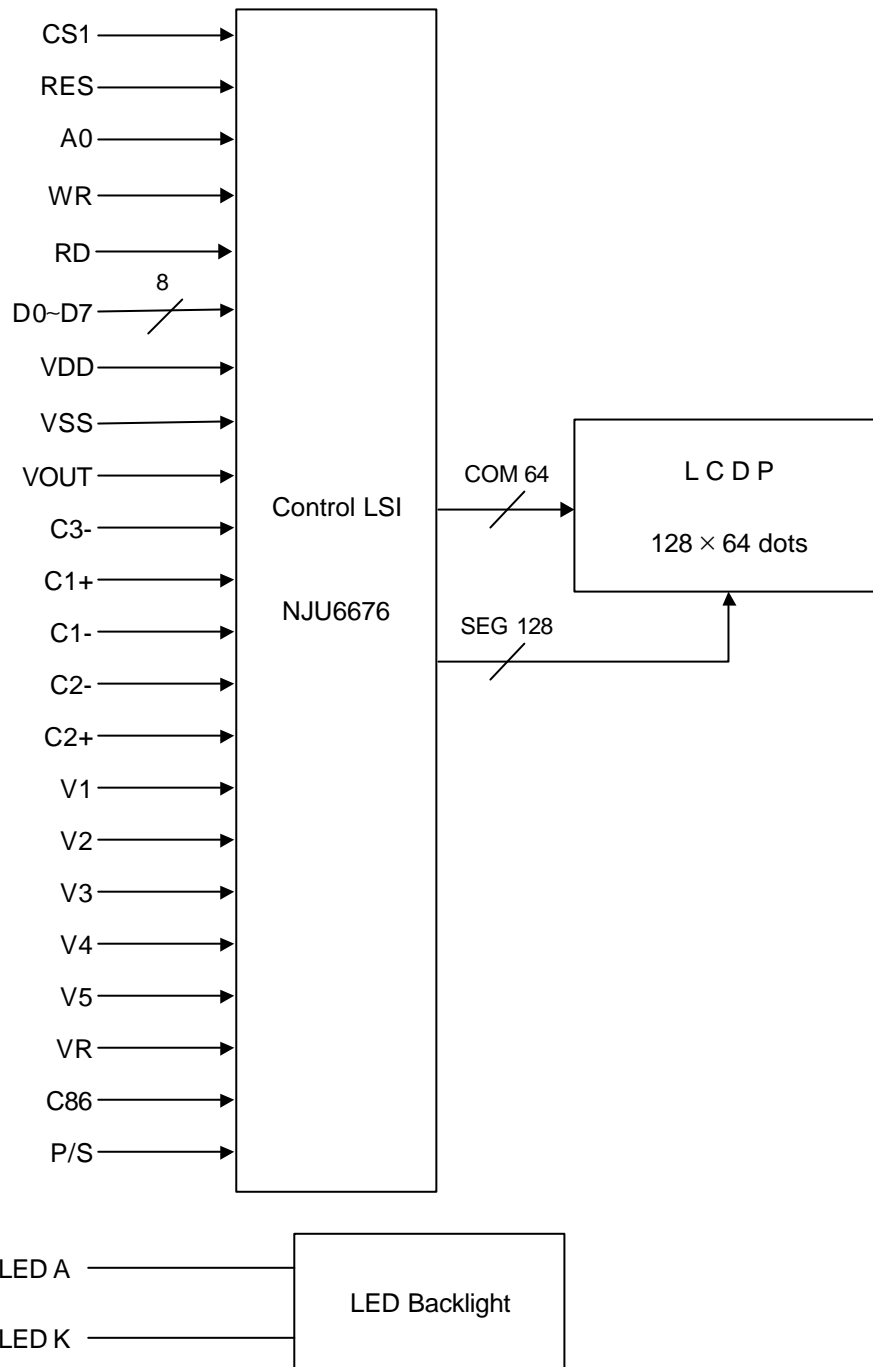 CS1
RES
A0
WR
RD
8
D0~D7
VDD
VSS
VOUT
C3-
C1+
C1-
C2-
C2+
V1
V2
V3
V4
V5
VR
C86
P/S
Control LSI
NJU6676
COM 64
SEG 128
L C D P
128 × 64 dots
LED A
LED K
LED Backlight